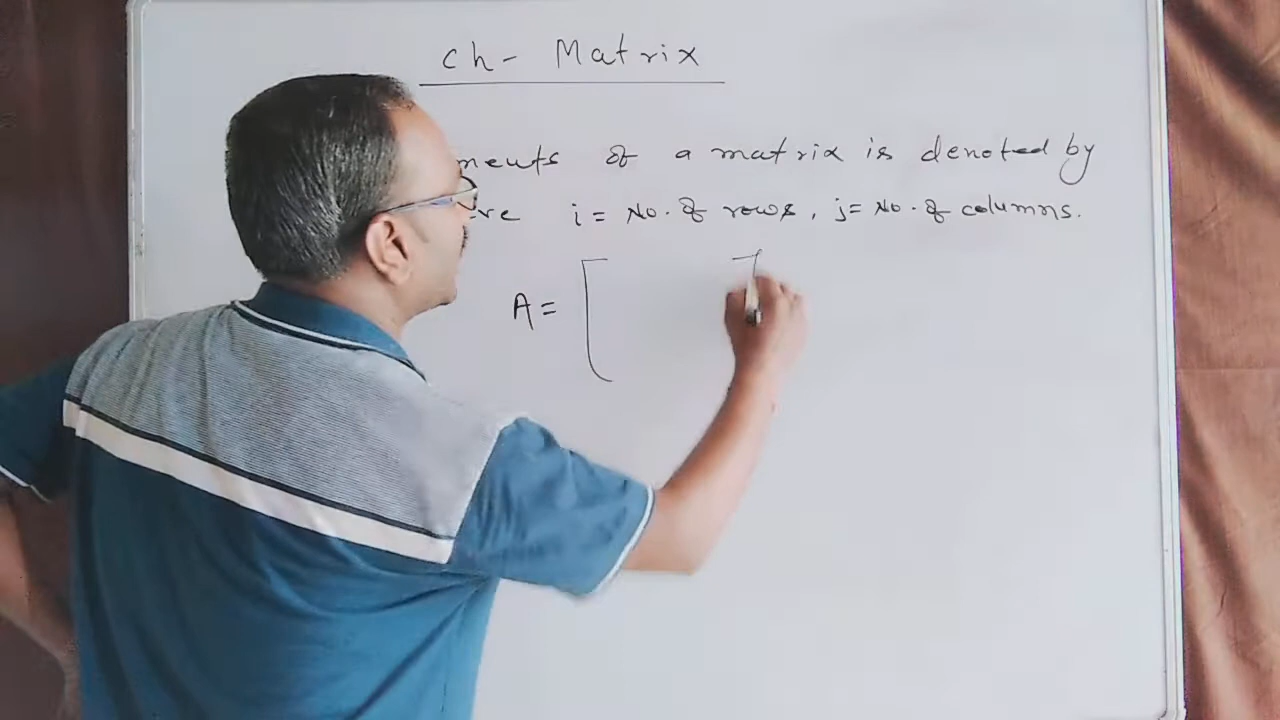 ch- Matrix
ments of a matrix is denoted by
re i = No. of rows, j = No. of columns.
A = [ ]